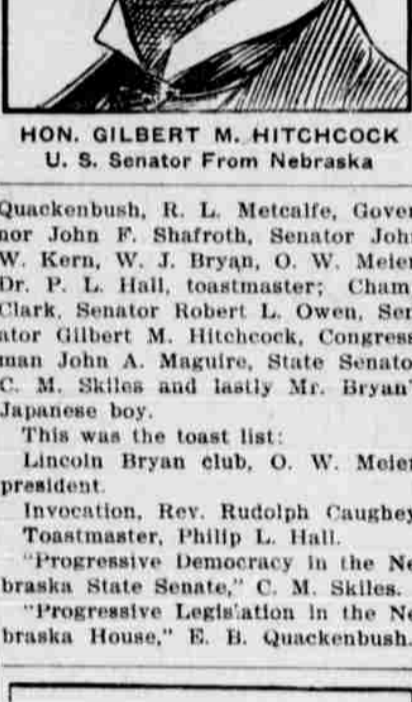 HON. GILBERT M. HITCHCOCK
U. S. Senator From Nebraska
Quackenbush, R. L. Metcalfe, Gover-
nor John F. Shafroth, Senator John
W. Kern, W. J. Bryan, O. W. Meier
Dr. P. L. Hall, toastmaster; Champ
Clark, Senator Robert L. Owen, Sen
ator Gilbert M. Hitchcock, Congress
man John A. Maguire, State Senato
C. M. Skiles and lastly Mr. Bryan'
Japanese boy.
This was the toast list:
Lincoln Bryan club, O. W. Meier
president.
Invocation, Rev. Rudolph Caughey
Toastmaster, Philip L. Hall.
"Progressive Democracy in the Ne
braska State Senate," C. M. Skiles.
"Progressive Legislation in the Ne
braska House," E. B. Quackenbush.